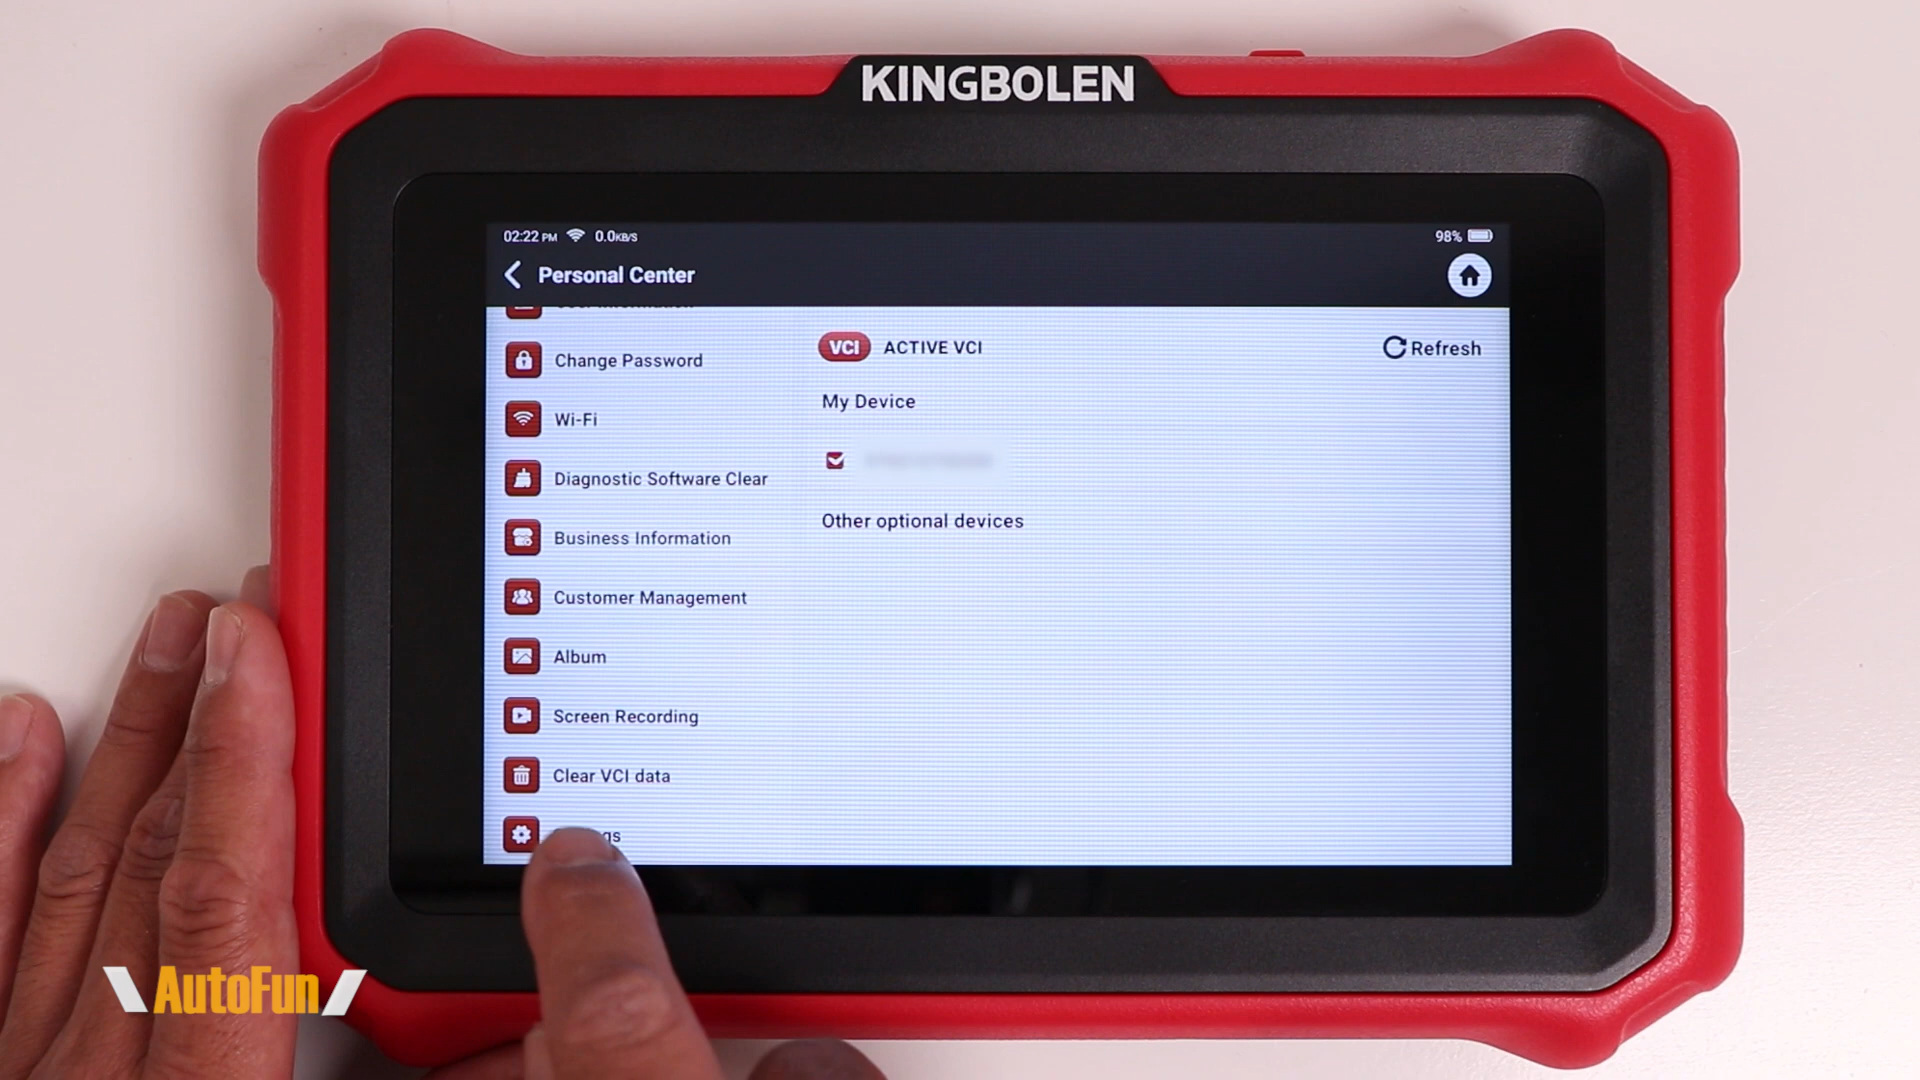 KINGBOLEN
02:22 PM 0.0KB/S 98%
Personal Center
Change Password
Wi-Fi
Diagnostic Software Clear
Business Information
Customer Management
Album
Screen Recording
Clear VCI data
VCI ACTIVE VCI
Refresh
My Device
Other optional devices
AutoFun